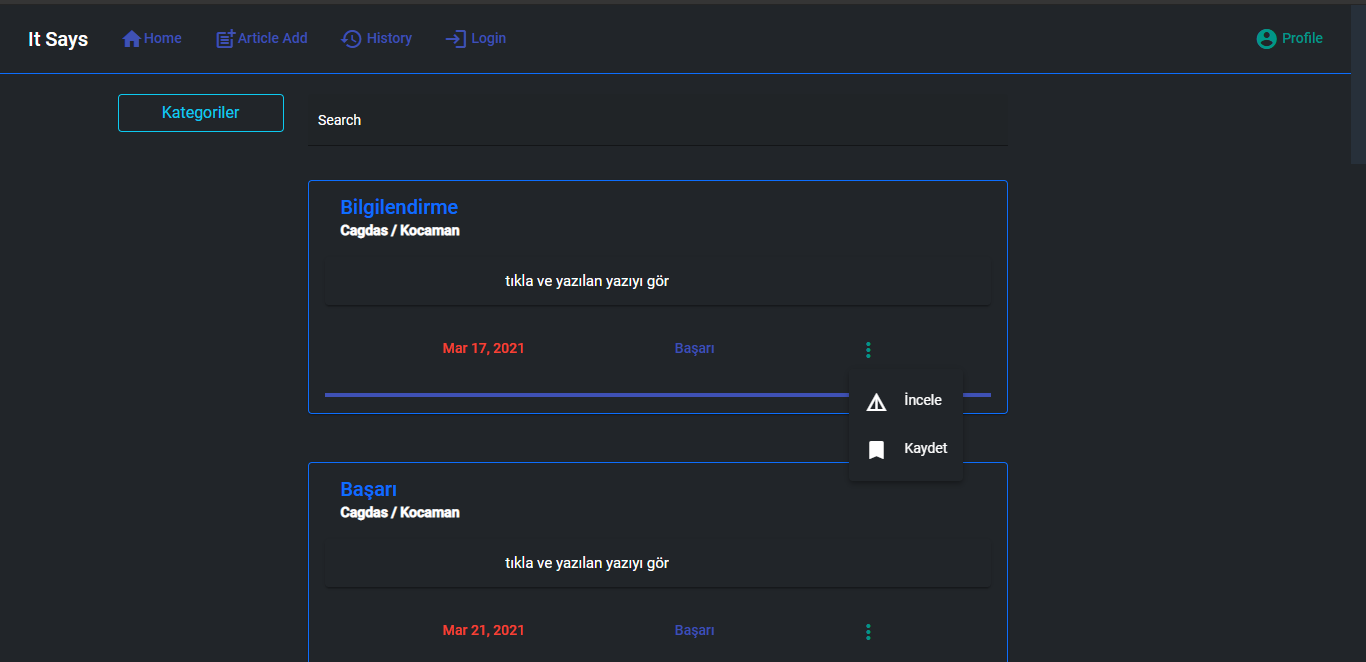 It Says Home Article Add History Login Profile
Kategoriler
Search
Bilgilendirme
Cagdas / Kocaman
tıkla ve yazılan yazıyı gör
Mar 17, 2021 Başarı
İncele
Kaydet
Başarı
Cagdas / Kocaman
tıkla ve yazılan yazıyı gör
Mar 21, 2021 Başarı